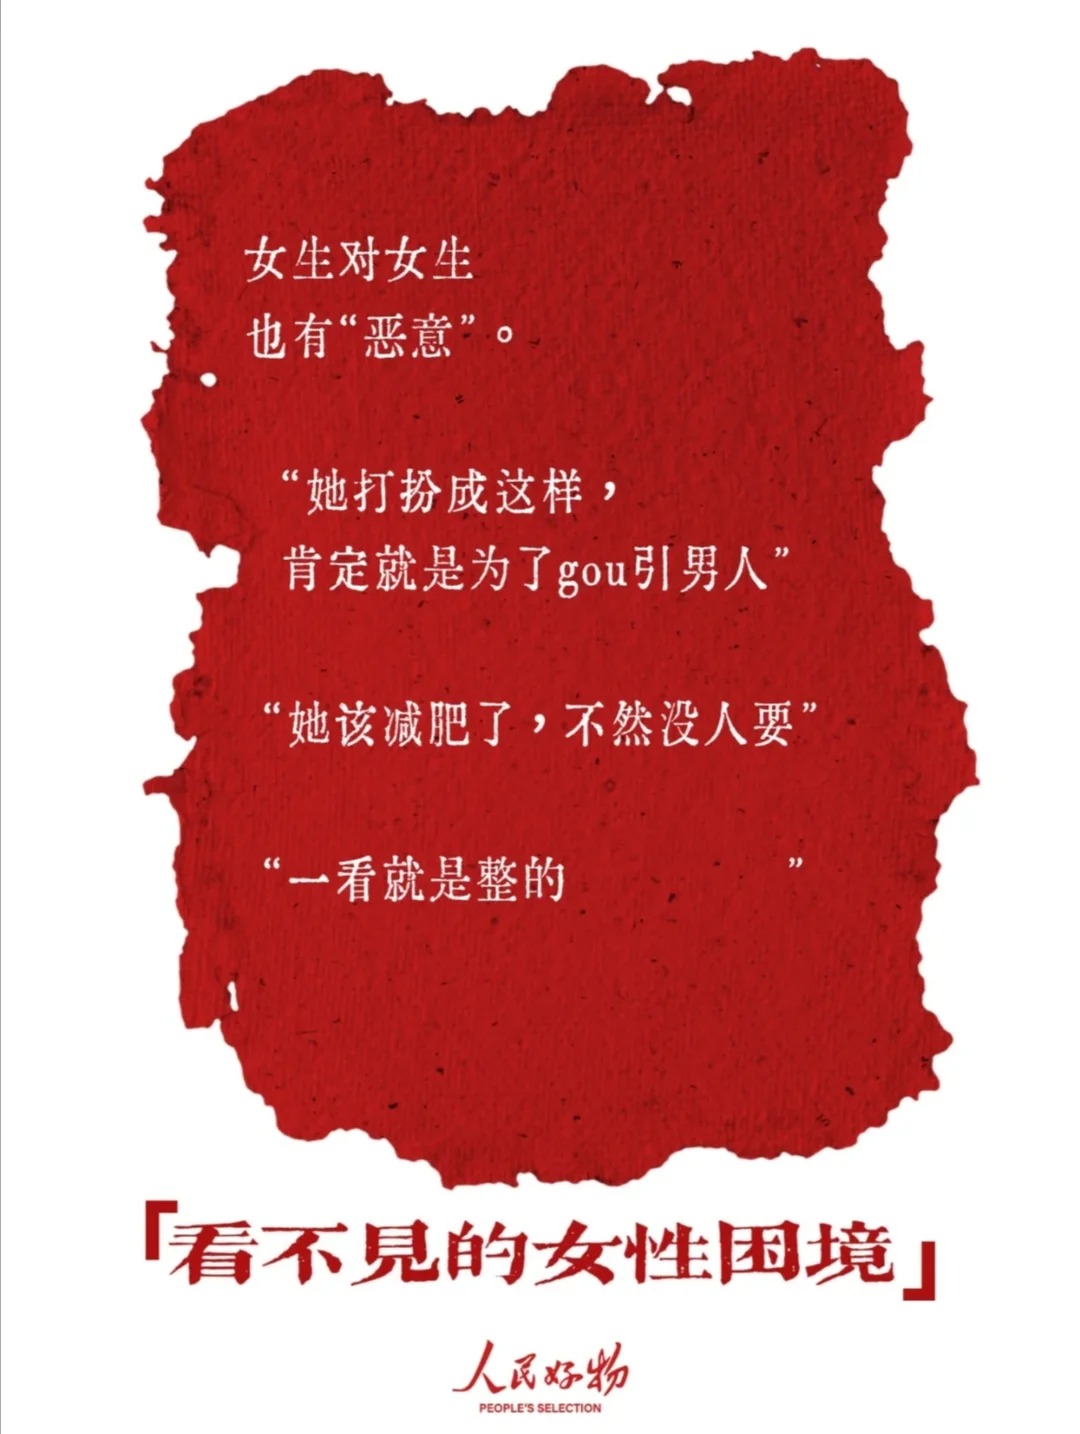 女生对女生
也有“恶意”。
“她打扮成这样，
肯定就是为了gou引男人”
“她该减肥了，不然没人要”
“一看就是整的 ”
「看不見的女性困境」
人民好物
PEOPLE'S SELECTION